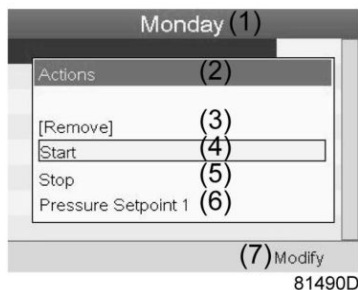 Monday (1)
Actions (2)
[Remove] (3)
Start (4)
Stop (5)
Pressure Setpoint 1 (6)
(7) Modify
81490D